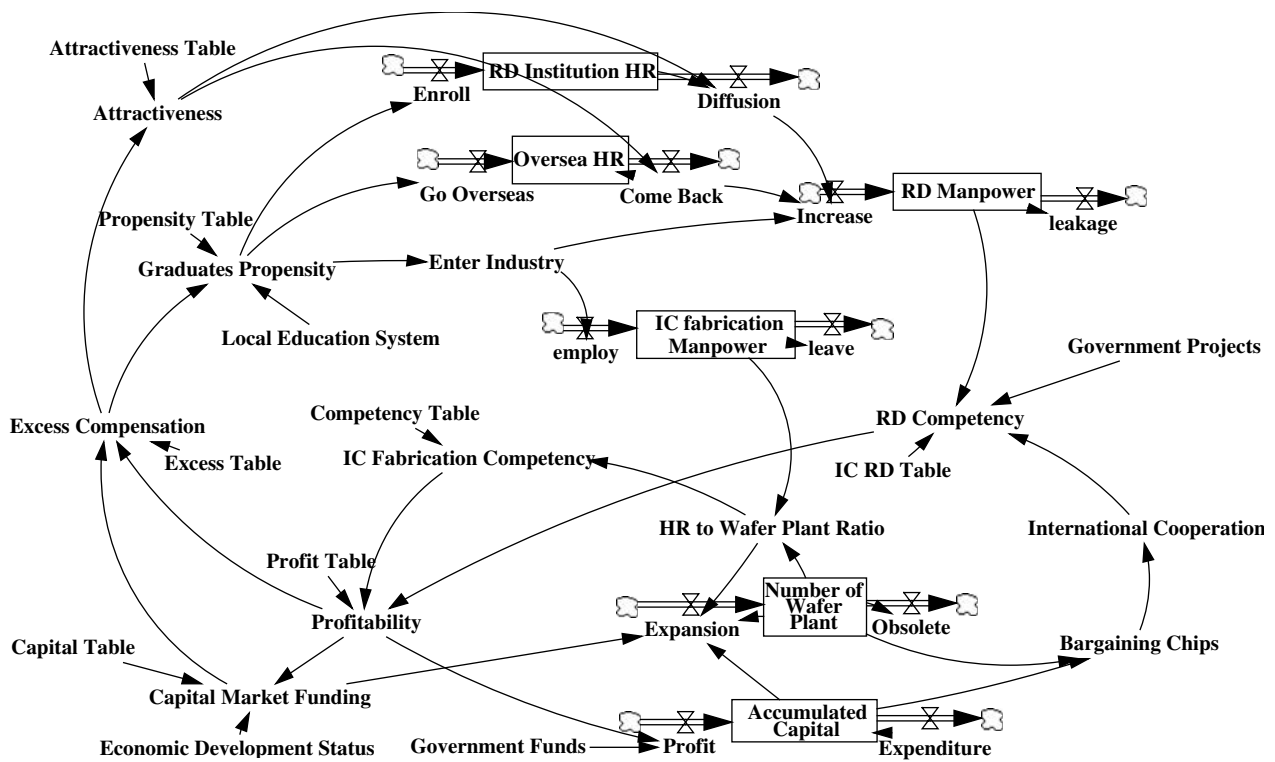 Attractiveness Table
RD Institution HR
Enroll
Diffusion
Attractiveness
Oversea HR
Go Overseas
Come Back
RD Manpower
Increase
leakage
Propensity Table
Graduates Propensity
Enter Industry
Local Education System
IC fabrication
Manpower
employ
leave
Government Projects
Competency Table
Excess Compensation
RD Competency
Excess Table
IC Fabrication Competency
IC RD Table
HR to Wafer Plant Ratio
International Cooperation
Profit Table
Number of
Wafer
Plant
Profitability
Expansion
Obsolete
Capital Table
Bargaining Chips
Capital Market Funding
Accumulated
Capital
Economic Development Status
Government Funds
Profit
Expenditure